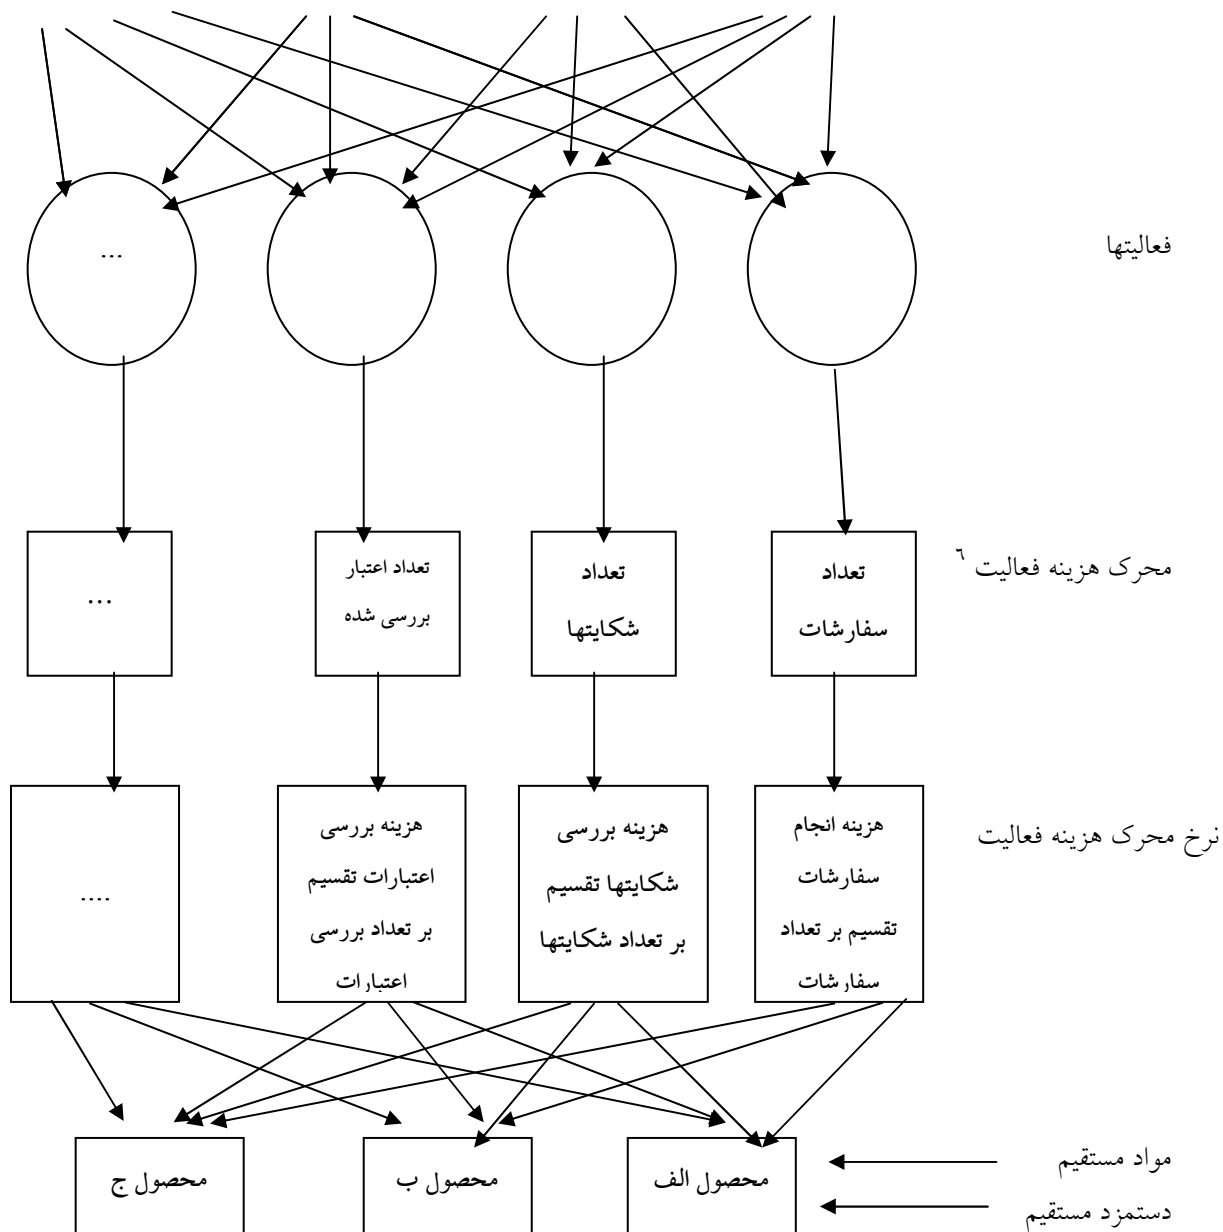 فعالیتها
...
محرک هزینه فعالیت ٦
تعداد
سفارشات
تعداد
شکایتها
تعداد اعتبار
بررسی شده
...
نرخ محرک هزینه فعالیت
هزینه انجام
سفارشات
تقسیم بر تعداد
سفارشات
هزینه بررسی
شکایتها تقسیم
بر تعداد شکایتها
هزینه بررسی
اعتبارات تقسیم
بر تعداد بررسی
اعتبارات
....
مواد مستقیم
دستمزد مستقیم
محصول الف
محصول ب
محصول ج